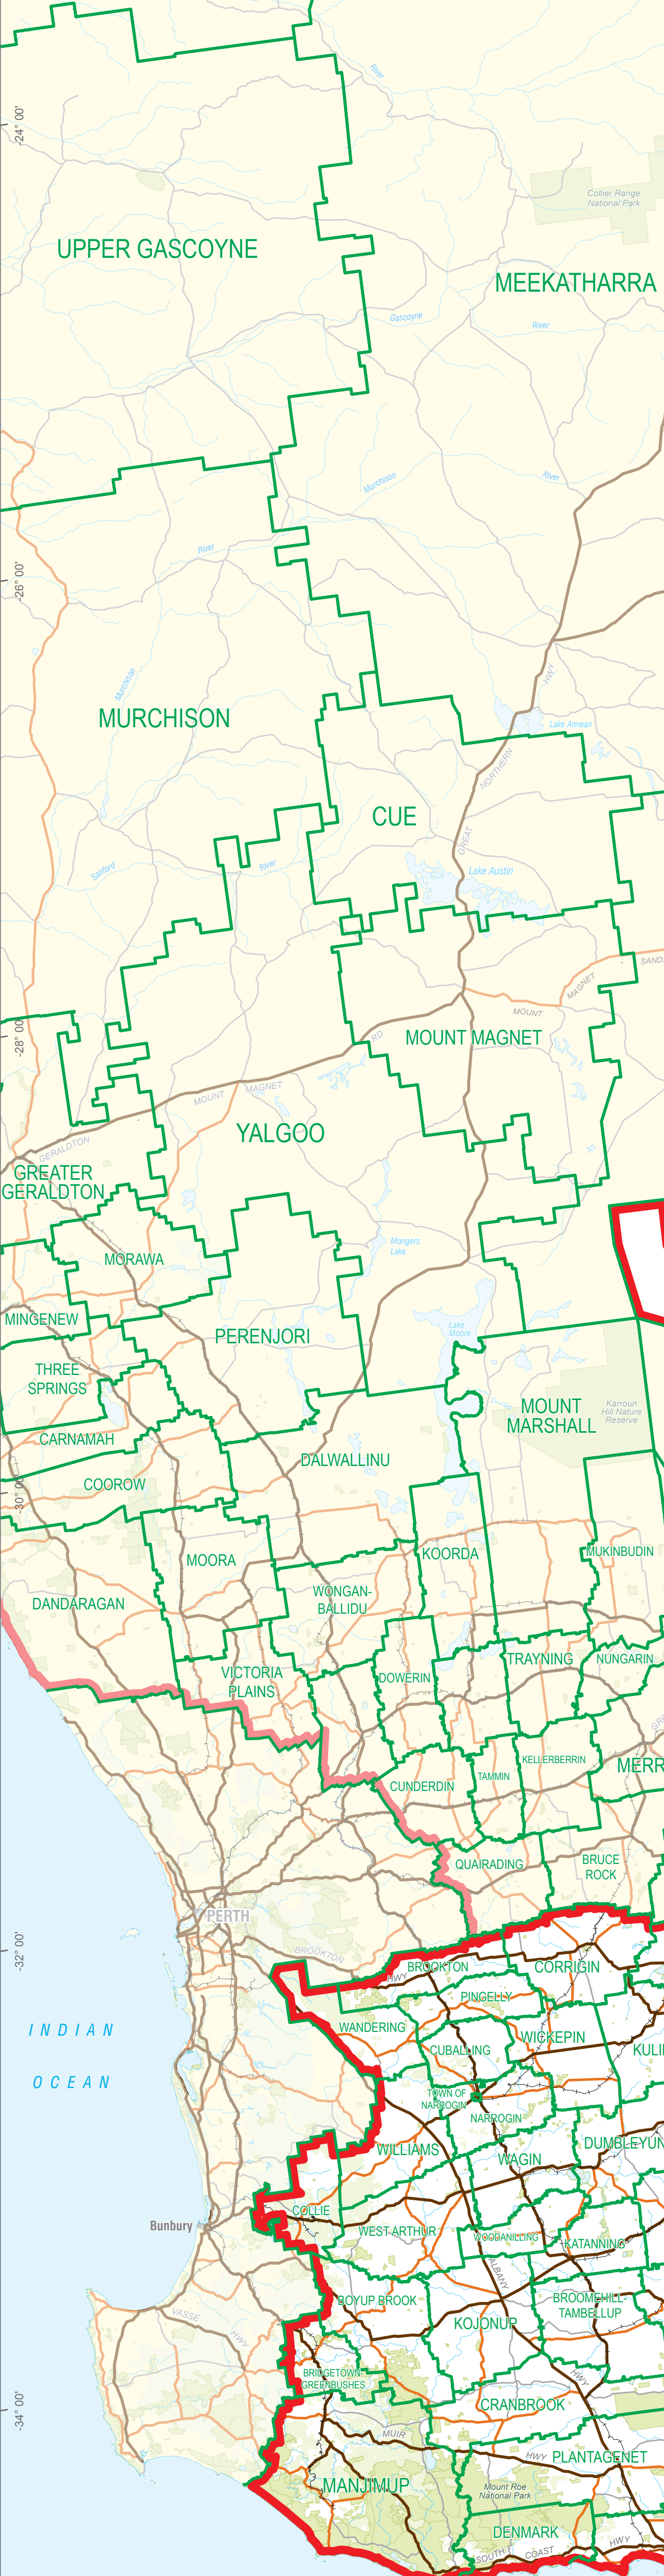 River
-24° 00'
Collier Range
National Park
UPPER GASCOYNE
MEEKATHARRA
Gascoyne
River
Murchison
River
River
-26° 00'
HWY
Murchison
MURCHISON
Lake Annean
NORTHERN
CUE
GREAT
Sanford
River
Lake Austin
SANDS
MAGNET
MOUNT
-28° 00'
RD
MOUNT MAGNET
MAGNET
MOUNT
YALGOO
GERALDTON
GREATER
GERALDTON
Mongers
Lake
MORAWA
MINGENEW
PERENJORI
Lake
Moore
THREE
SPRINGS
MOUNT
MARSHALL
Karroun
Hill Nature
Reserve
CARNAMAH
DALWALLINU
COOROW
-30° 00'
MOORA
KOORDA
MUKINBUDIN
WONGAN-
BALLIDU
DANDARAGAN
VICTORIA
PLAINS
DOWERIN
TRAYNING
NUNGARIN
KELLERBERRIN
MERR
TAMMIN
CUNDERDIN
QUAIRADING
BRUCE
ROCK
PERTH
-32° 00'
BROOKTON
HWY
BROOKTON
CORRIGIN
PINGELLY
INDIAN
OCEAN
WANDERING
WICKEPIN
CUBALLING
KULI
TOWN OF
NARROGIN
NARROGIN
WILLIAMS
WAGIN
DUMBLEYUN
COLLIE
Bunbury
WEST ARTHUR
WOODANILLING
KATANNING
ALBANY
BOYUP BROOK
BROOMEHILL-
TAMBELLUP
VASSE
HWY
KOJONUP
BRIDGETOWN-
GREENBUSHES
HWY
-34° 00'
CRANBROOK
MUIR
HWY
PLANTAGENET
MANJIMUP
Mount Roe
National Park
DENMARK
SOUTH
COAST
HWY